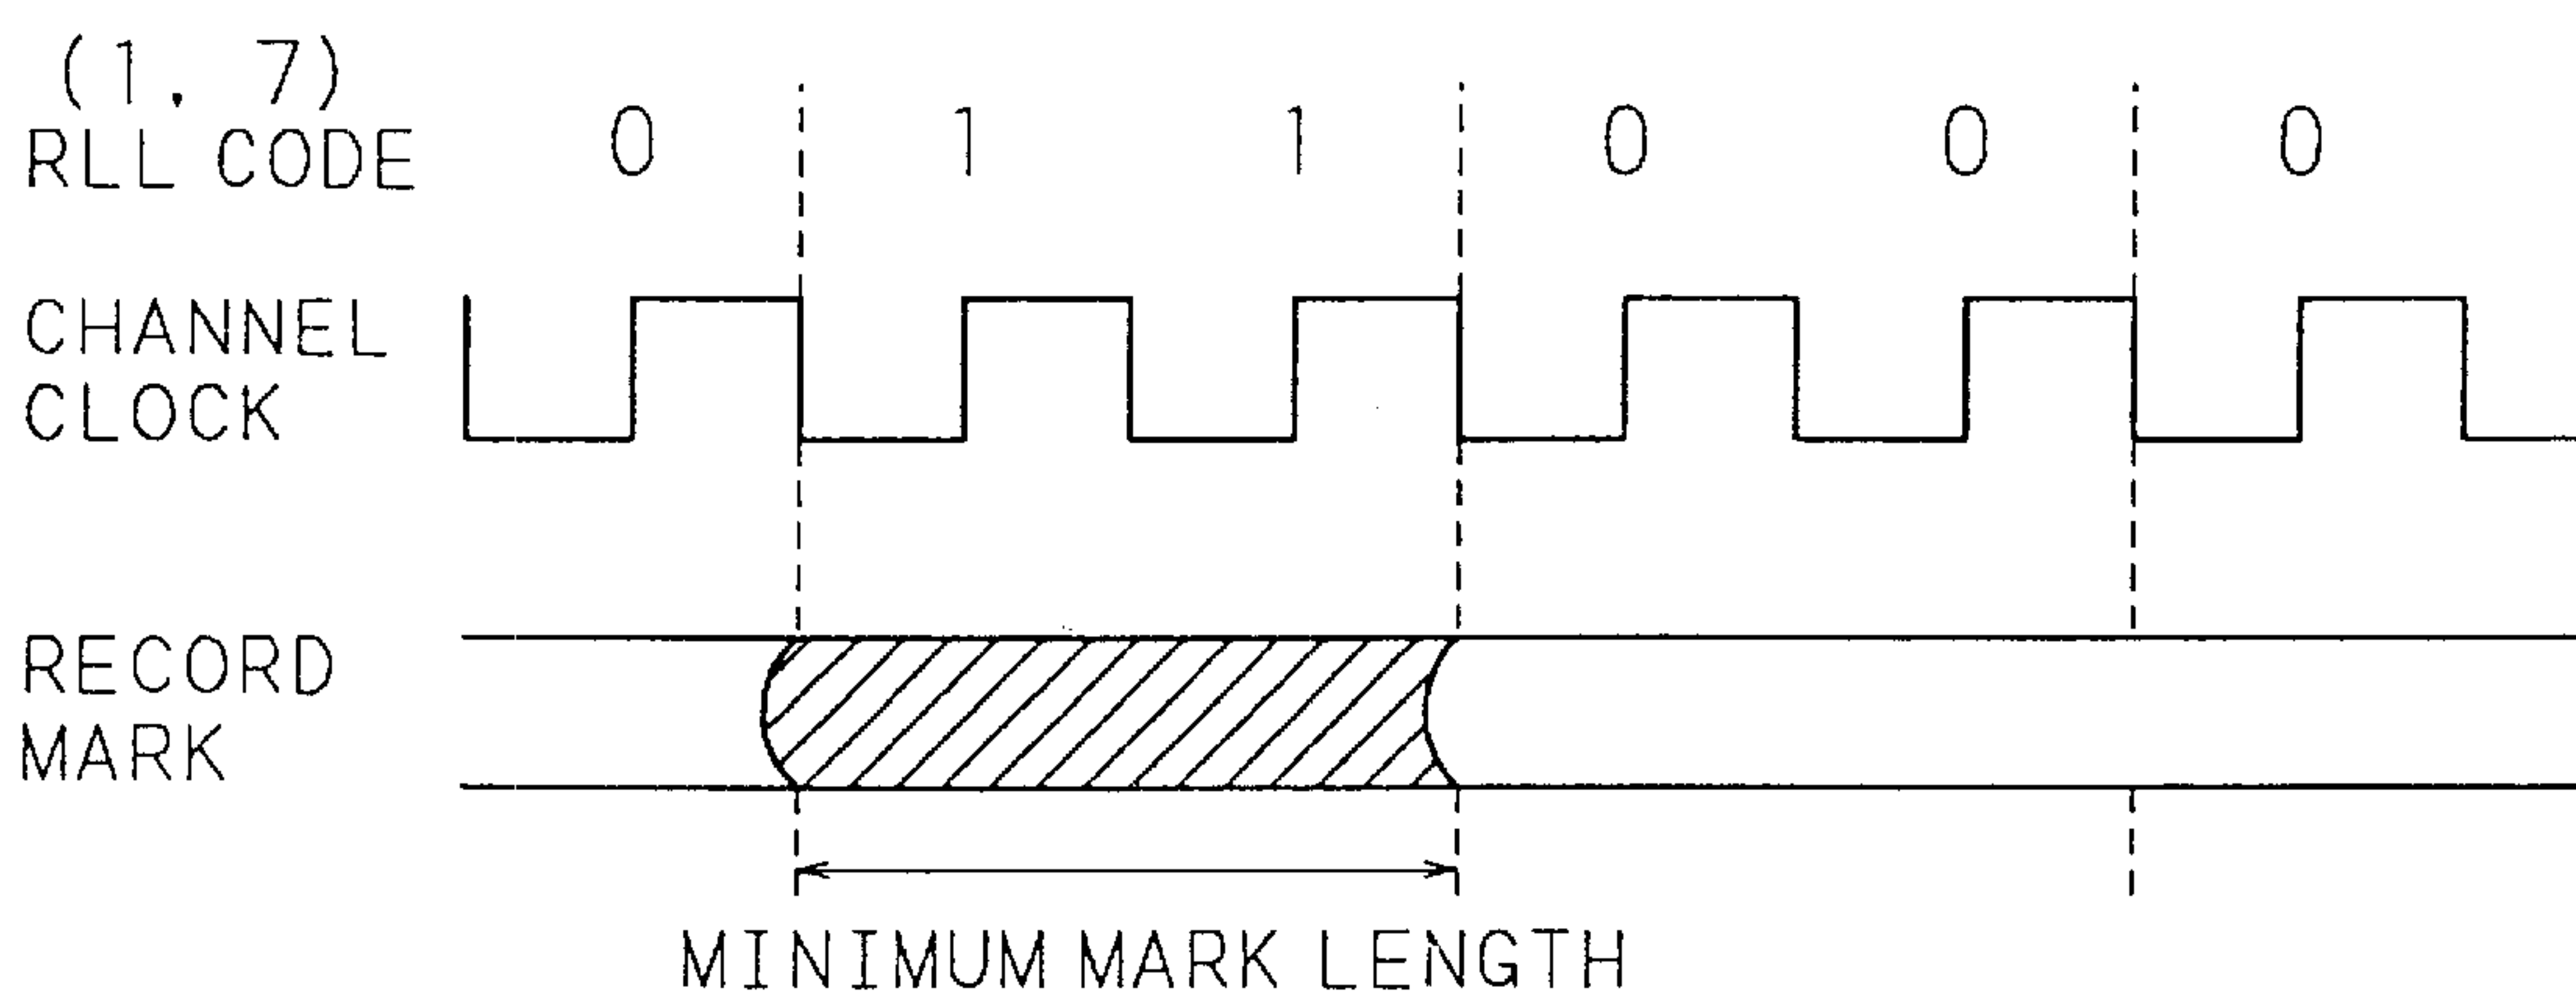 (1, 7)
RLL CODE
0 1 1 0 0 0
CHANNEL
CLOCK
RECORD
MARK
MINIMUM MARK LENGTH